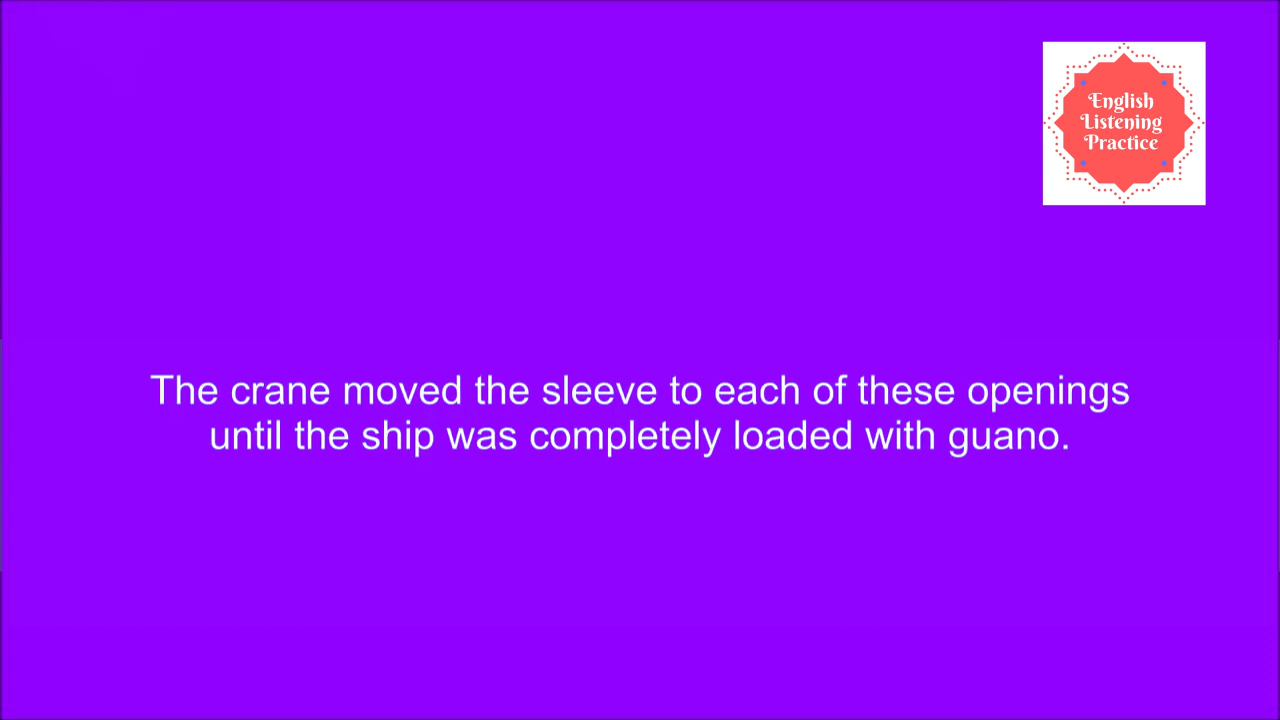 English
Listening
Practice
The crane moved the sleeve to each of these openings
until the ship was completely loaded with guano.